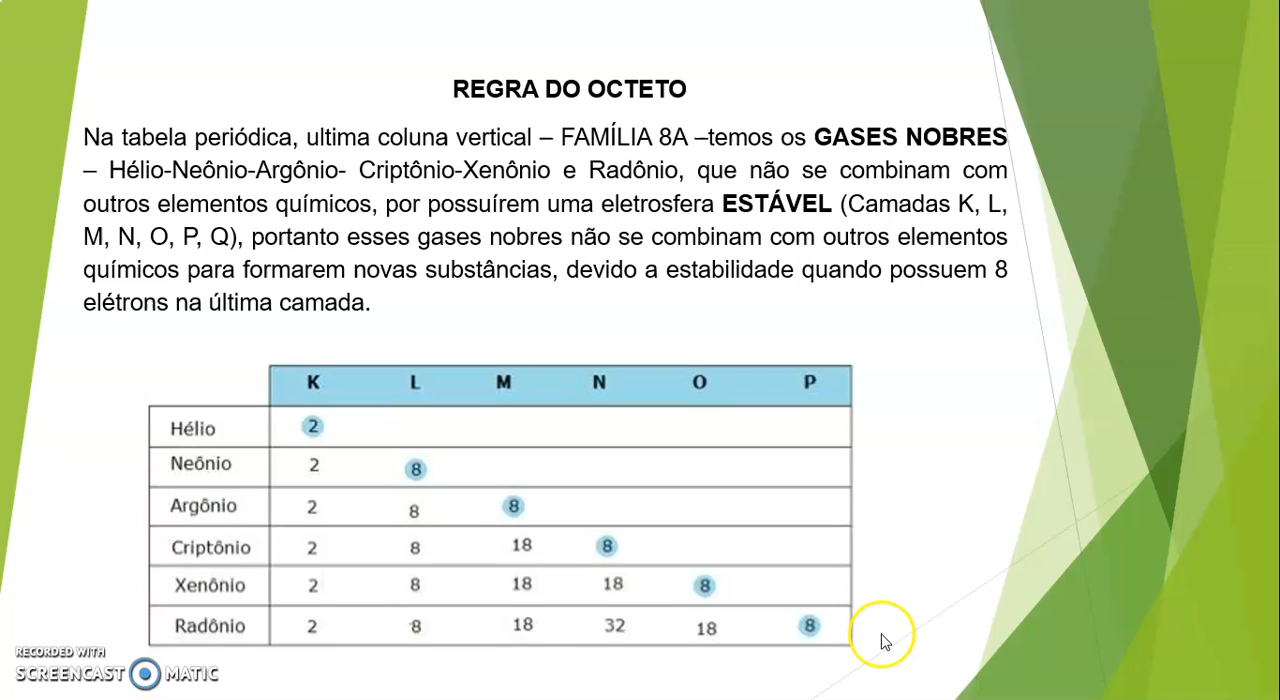 REGRA DO OCTETO
Na tabela periódica, ultima coluna vertical – FAMÍLIA 8A –temos os GASES NOBRES
– Hélio-Neônio-Argônio- Criptônio-Xenônio e Radônio, que não se combinam com
outros elementos químicos, por possuírem uma eletrosfera ESTÁVEL (Camadas K, L,
M, N, O, P, Q), portanto esses gases nobres não se combinam com outros elementos
químicos para formarem novas substâncias, devido a estabilidade quando possuem 8
elétrons na última camada.
K L M N O P
Hélio 2
Neônio 2 8
Argônio 2 8 8
Criptônio 2 8 18 8
Xenônio 2 8 18 18 8
Radônio 2 8 18 32 18 8
RECORDED WITH
SCREENCAST MATIC